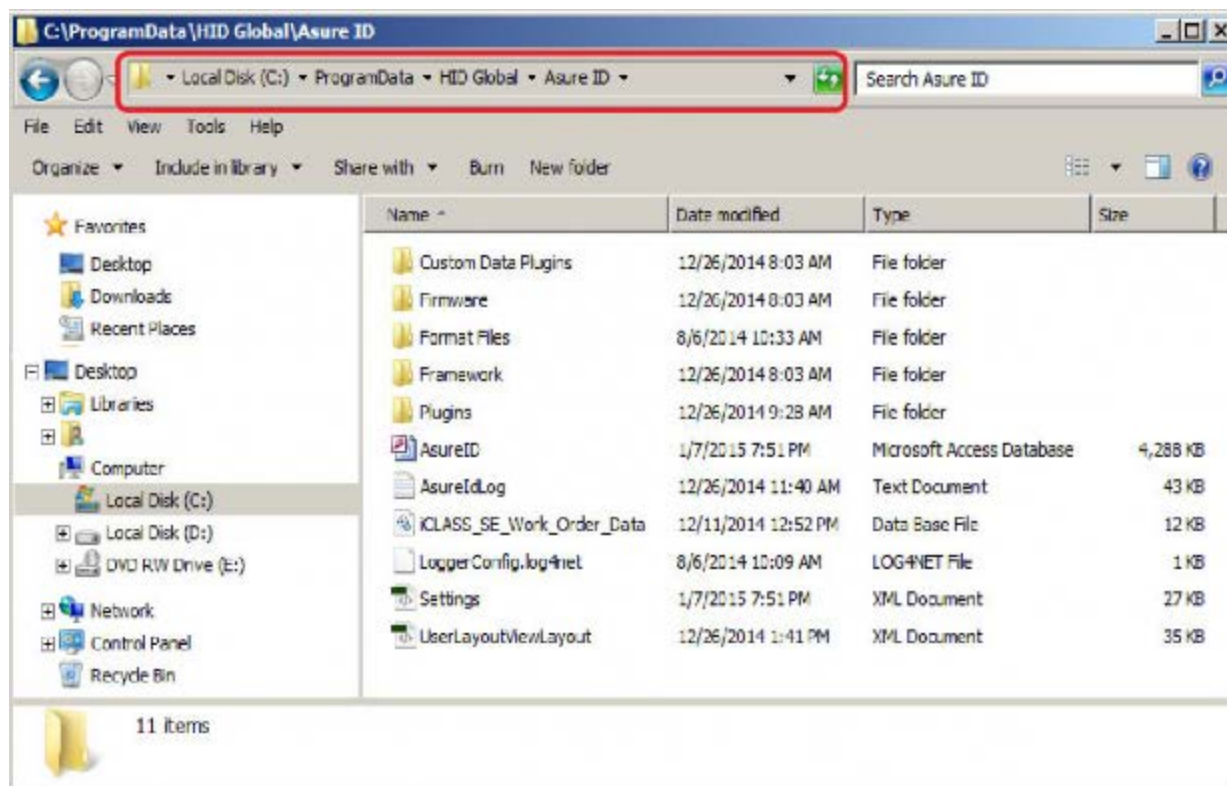 C:\ProgramData\HID Global\Asure ID
Local Disk (C:) ProgramData HID Global Asure ID Search Asure ID
File Edit View Tools Help
Organize Include in library Share with Burn New folder
Name Date modified Type Size
Favorites
Desktop
Downloads
Recent Places
Desktop
Libraries
Computer
Local Disk (C:)
Local Disk (D:)
DVD RW Drive (E:)
Network
Control Panel
Recycle Bin
Custom Data Plugins 12/26/2014 8:03 AM File folder
Firmware 12/26/2014 8:03 AM File folder
Format Files 8/6/2014 10:33 AM File folder
Framework 12/26/2014 8:03 AM File folder
Plugins 12/26/2014 9:28 AM File folder
AsureID 1/7/2015 7:51 PM Microsoft Access Database 4,288 KB
AsureIdLog 12/26/2014 11:40 AM Text Document 43 KB
iCLASS_SE_Work_Order_Data 12/11/2014 12:52 PM Data Base File 12 KB
LoggerConfig.log4net 8/6/2014 10:09 AM LOG4NET File 1 KB
Settings 1/7/2015 7:51 PM XML Document 27 KB
UserLayoutViewLayout 12/26/2014 1:41 PM XML Document 35 KB
11 items